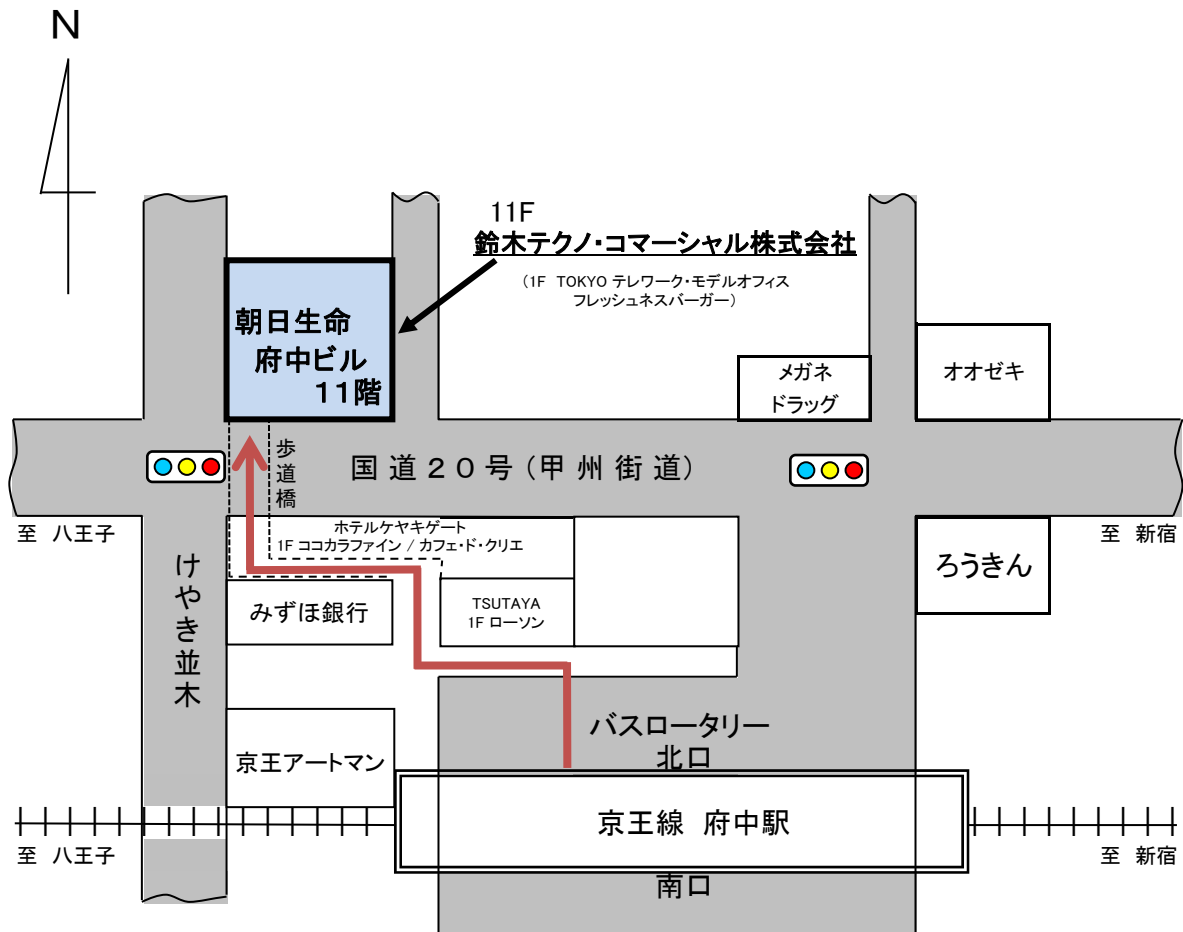 N
11F
鈴木テクノ・コマーシャル株式会社
（1F TOKYO テレワーク・モデルオフィス
フレッシュネスバーガー）
朝日生命
府中ビル
11階
メガネ
ドラッグ
オオゼキ
歩道橋
国道20号（甲州街道）
至 八王子
至 新宿
ホテルケヤキゲート
1F ココカラファイン / カフェ・ド・クリエ
けやき並木
みずほ銀行
TSUTAYA
1F ローソン
ろうきん
バスロータリー
北口
京王アートマン
京王線 府中駅
至 八王子
至 新宿
南口